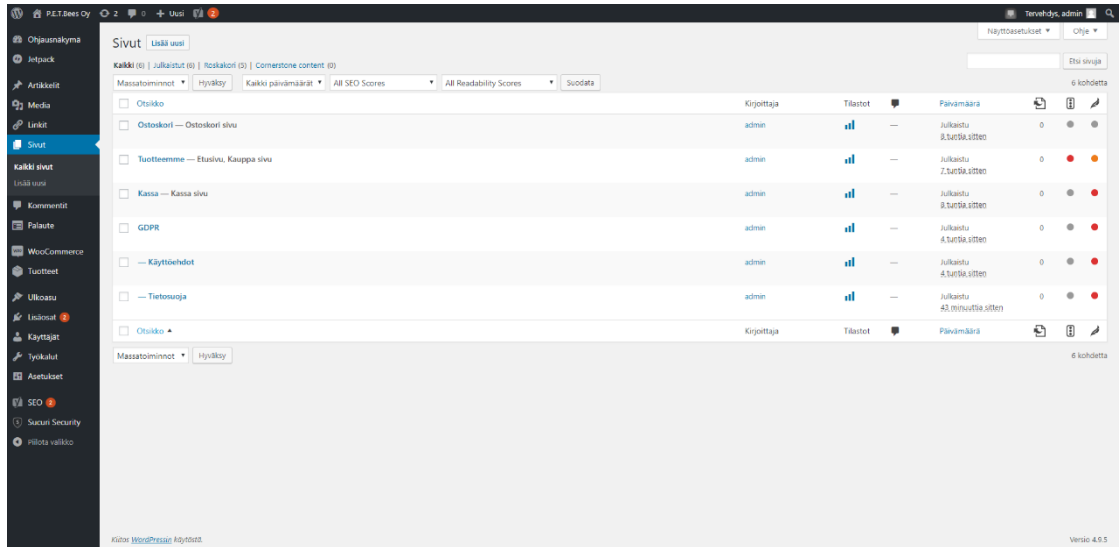 P.E.T.Bees Oy 2 0 + Uusi 2 Tervehdys, admin
Ohjausnäkymä
Jetpack
Artikkelit
Media
Linkit
Sivut
Kaikki sivut
Lisää uusi
Kommentit
Palaute
WooCommerce
Tuotteet
Ulkoasu
Lisäosat 2
Käyttäjät
Työkalut
Asetukset
SEO 2
Sucuri Security
Piilota valikko
Näyttöasetukset ▼ Ohje ▼
Sivut Lisää uusi
Kaikki (6) | Julkaistut (6) | Roskakori (5) | Cornerstone content (0)
Etsi sivuja
Massatoiminnot ▼ Hyväksy Kaikki päivämäärät ▼ All SEO Scores ▼ All Readability Scores ▼ Suodata 6 kohdetta
Otsikko Kirjoittaja Tilastot Päivämäärä
Ostoskori — Ostoskori sivu admin — Julkaistu 0
8 tuntia sitten
Tuotteemme — Etusivu, Kauppa sivu admin — Julkaistu 0
7 tuntia sitten
Kassa — Kassa sivu admin — Julkaistu 0
8 tuntia sitten
GDPR admin — Julkaistu 0
4 tuntia sitten
— Käyttöehdot admin — Julkaistu 0
4 tuntia sitten
— Tietosuoja admin — Julkaistu 0
43 minuuttia sitten
Otsikko ▲ Kirjoittaja Tilastot Päivämäärä
Massatoiminnot ▼ Hyväksy 6 kohdetta
Kiitos WordPressin käytöstä. Versio 4.9.5